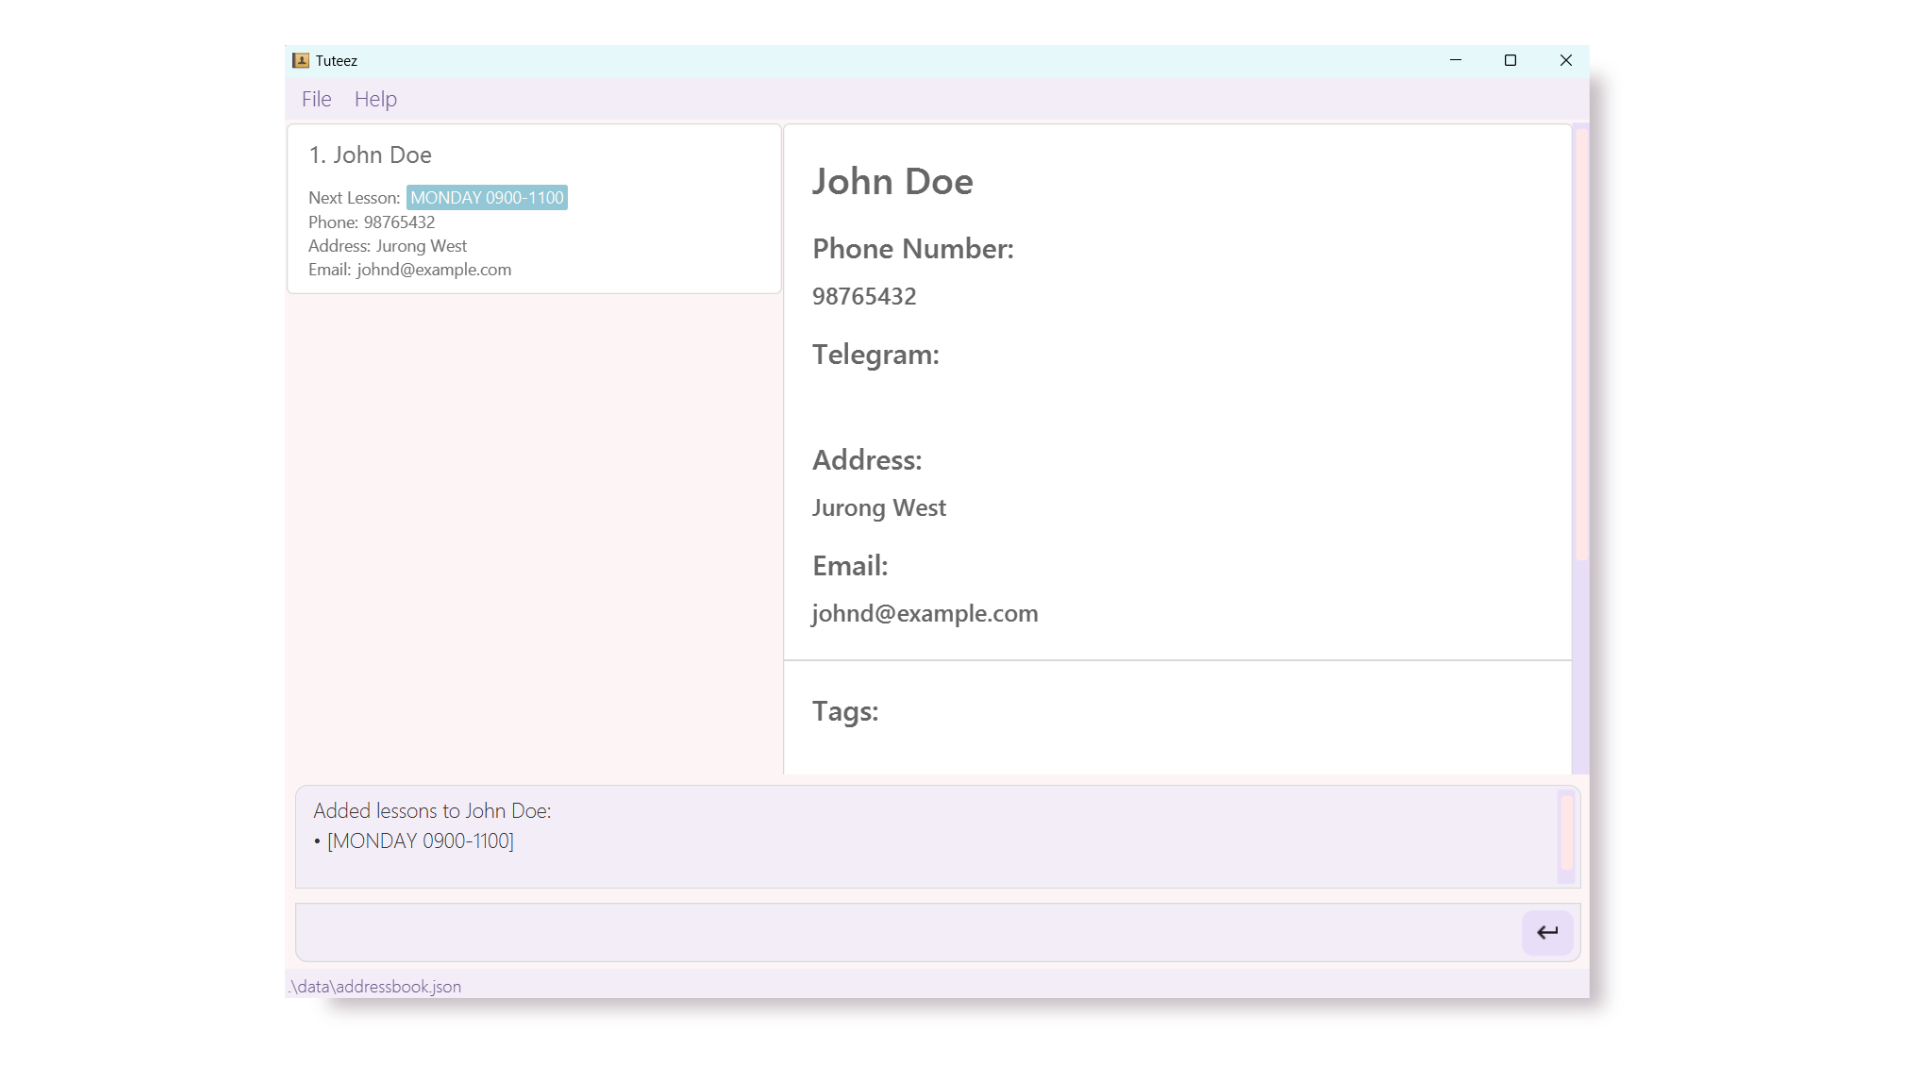 Tuteez
File Help
1. John Doe
Next Lesson: MONDAY 0900-1100
Phone: 98765432
Address: Jurong West
Email: johnd@example.com
John Doe
Phone Number:
98765432
Telegram:
Address:
Jurong West
Email:
johnd@example.com
Tags:
Added lessons to John Doe:
• [MONDAY 0900-1100]
.\data\addressbook.json